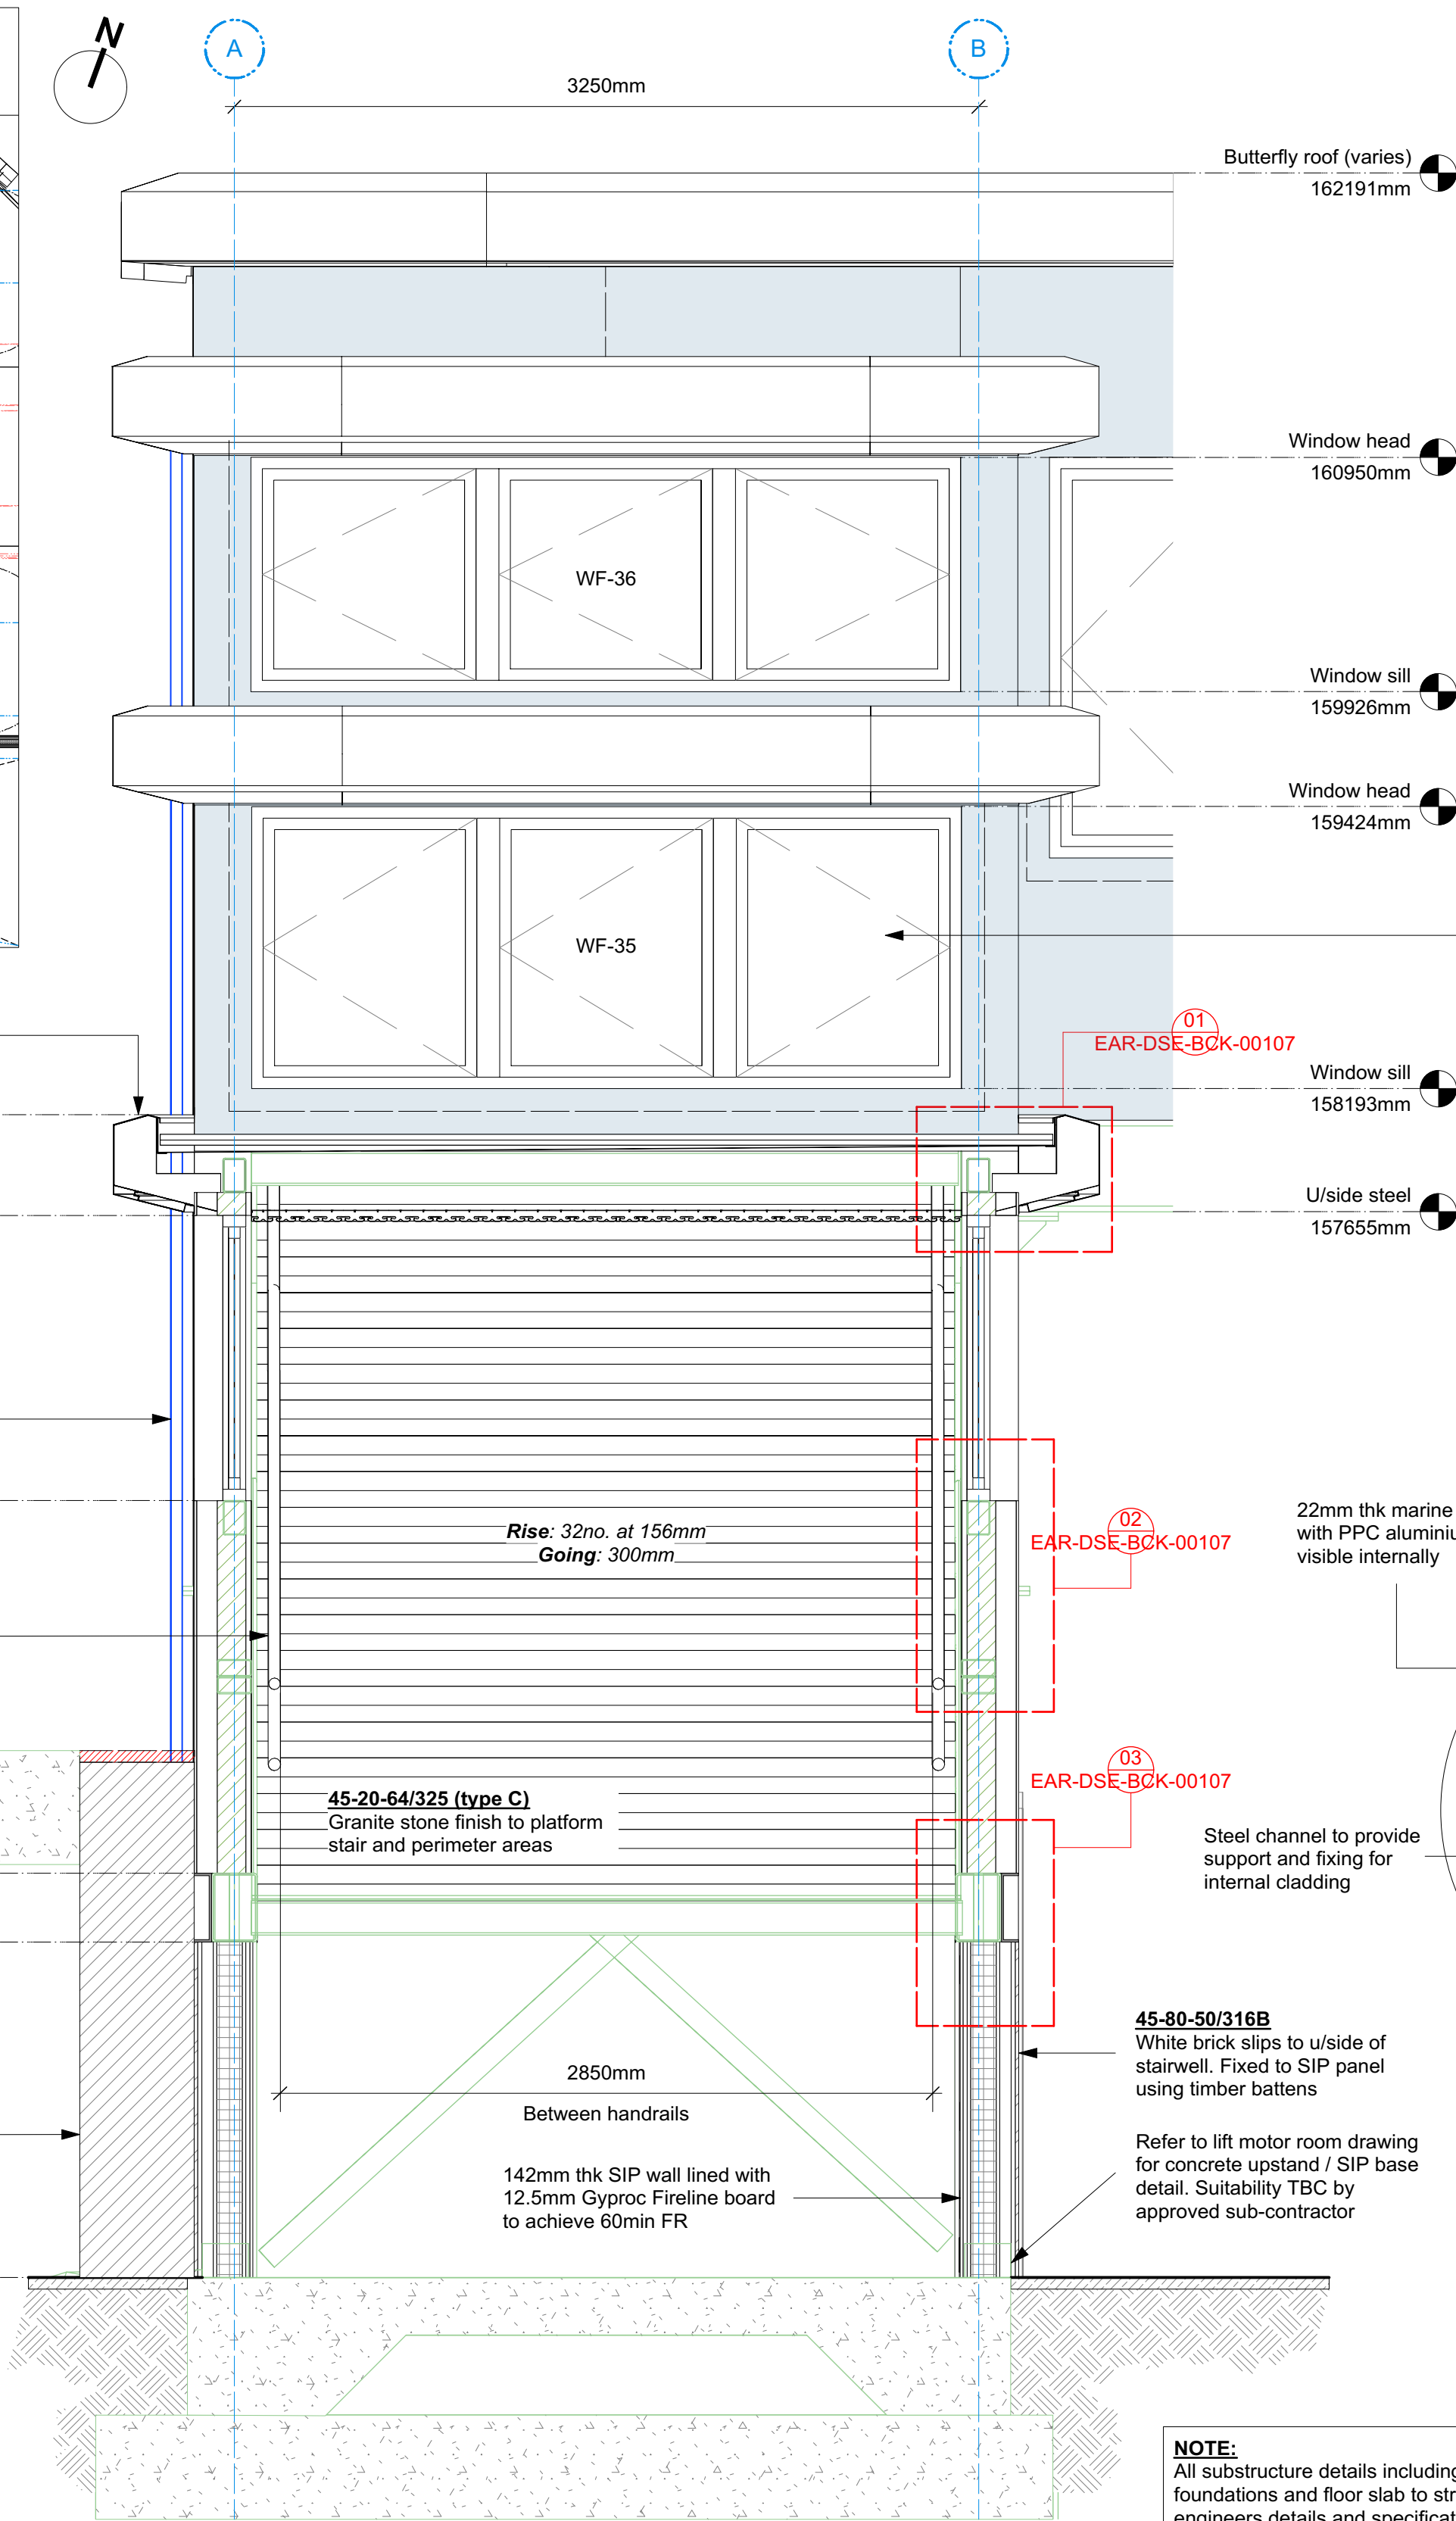 N
A
B
3250mm
Butterfly roof (varies)
162191mm
Window head
160950mm
WF-36
Window sill
159926mm
Window head
159424mm
WF-35
01
EAR-DSE-BCK-00107
Window sill
158193mm
U/side steel
157655mm
Rise: 32no. at 156mm
Going: 300mm
02
EAR-DSE-BCK-00107
22mm thk marine
with PPC aluminiu
visible internally
03
EAR-DSE-BCK-00107
45-20-64/325 (type C)
Granite stone finish to platform
stair and perimeter areas
Steel channel to provide
support and fixing for
internal cladding
45-80-50/316B
White brick slips to u/side of
stairwell. Fixed to SIP panel
using timber battens
2850mm
Between handrails
Refer to lift motor room drawing
for concrete upstand / SIP base
detail. Suitability TBC by
approved sub-contractor
142mm thk SIP wall lined with
12.5mm Gyproc Fireline board
to achieve 60min FR
NOTE:
All substructure details including
foundations and floor slab to str
engineers details and specificat